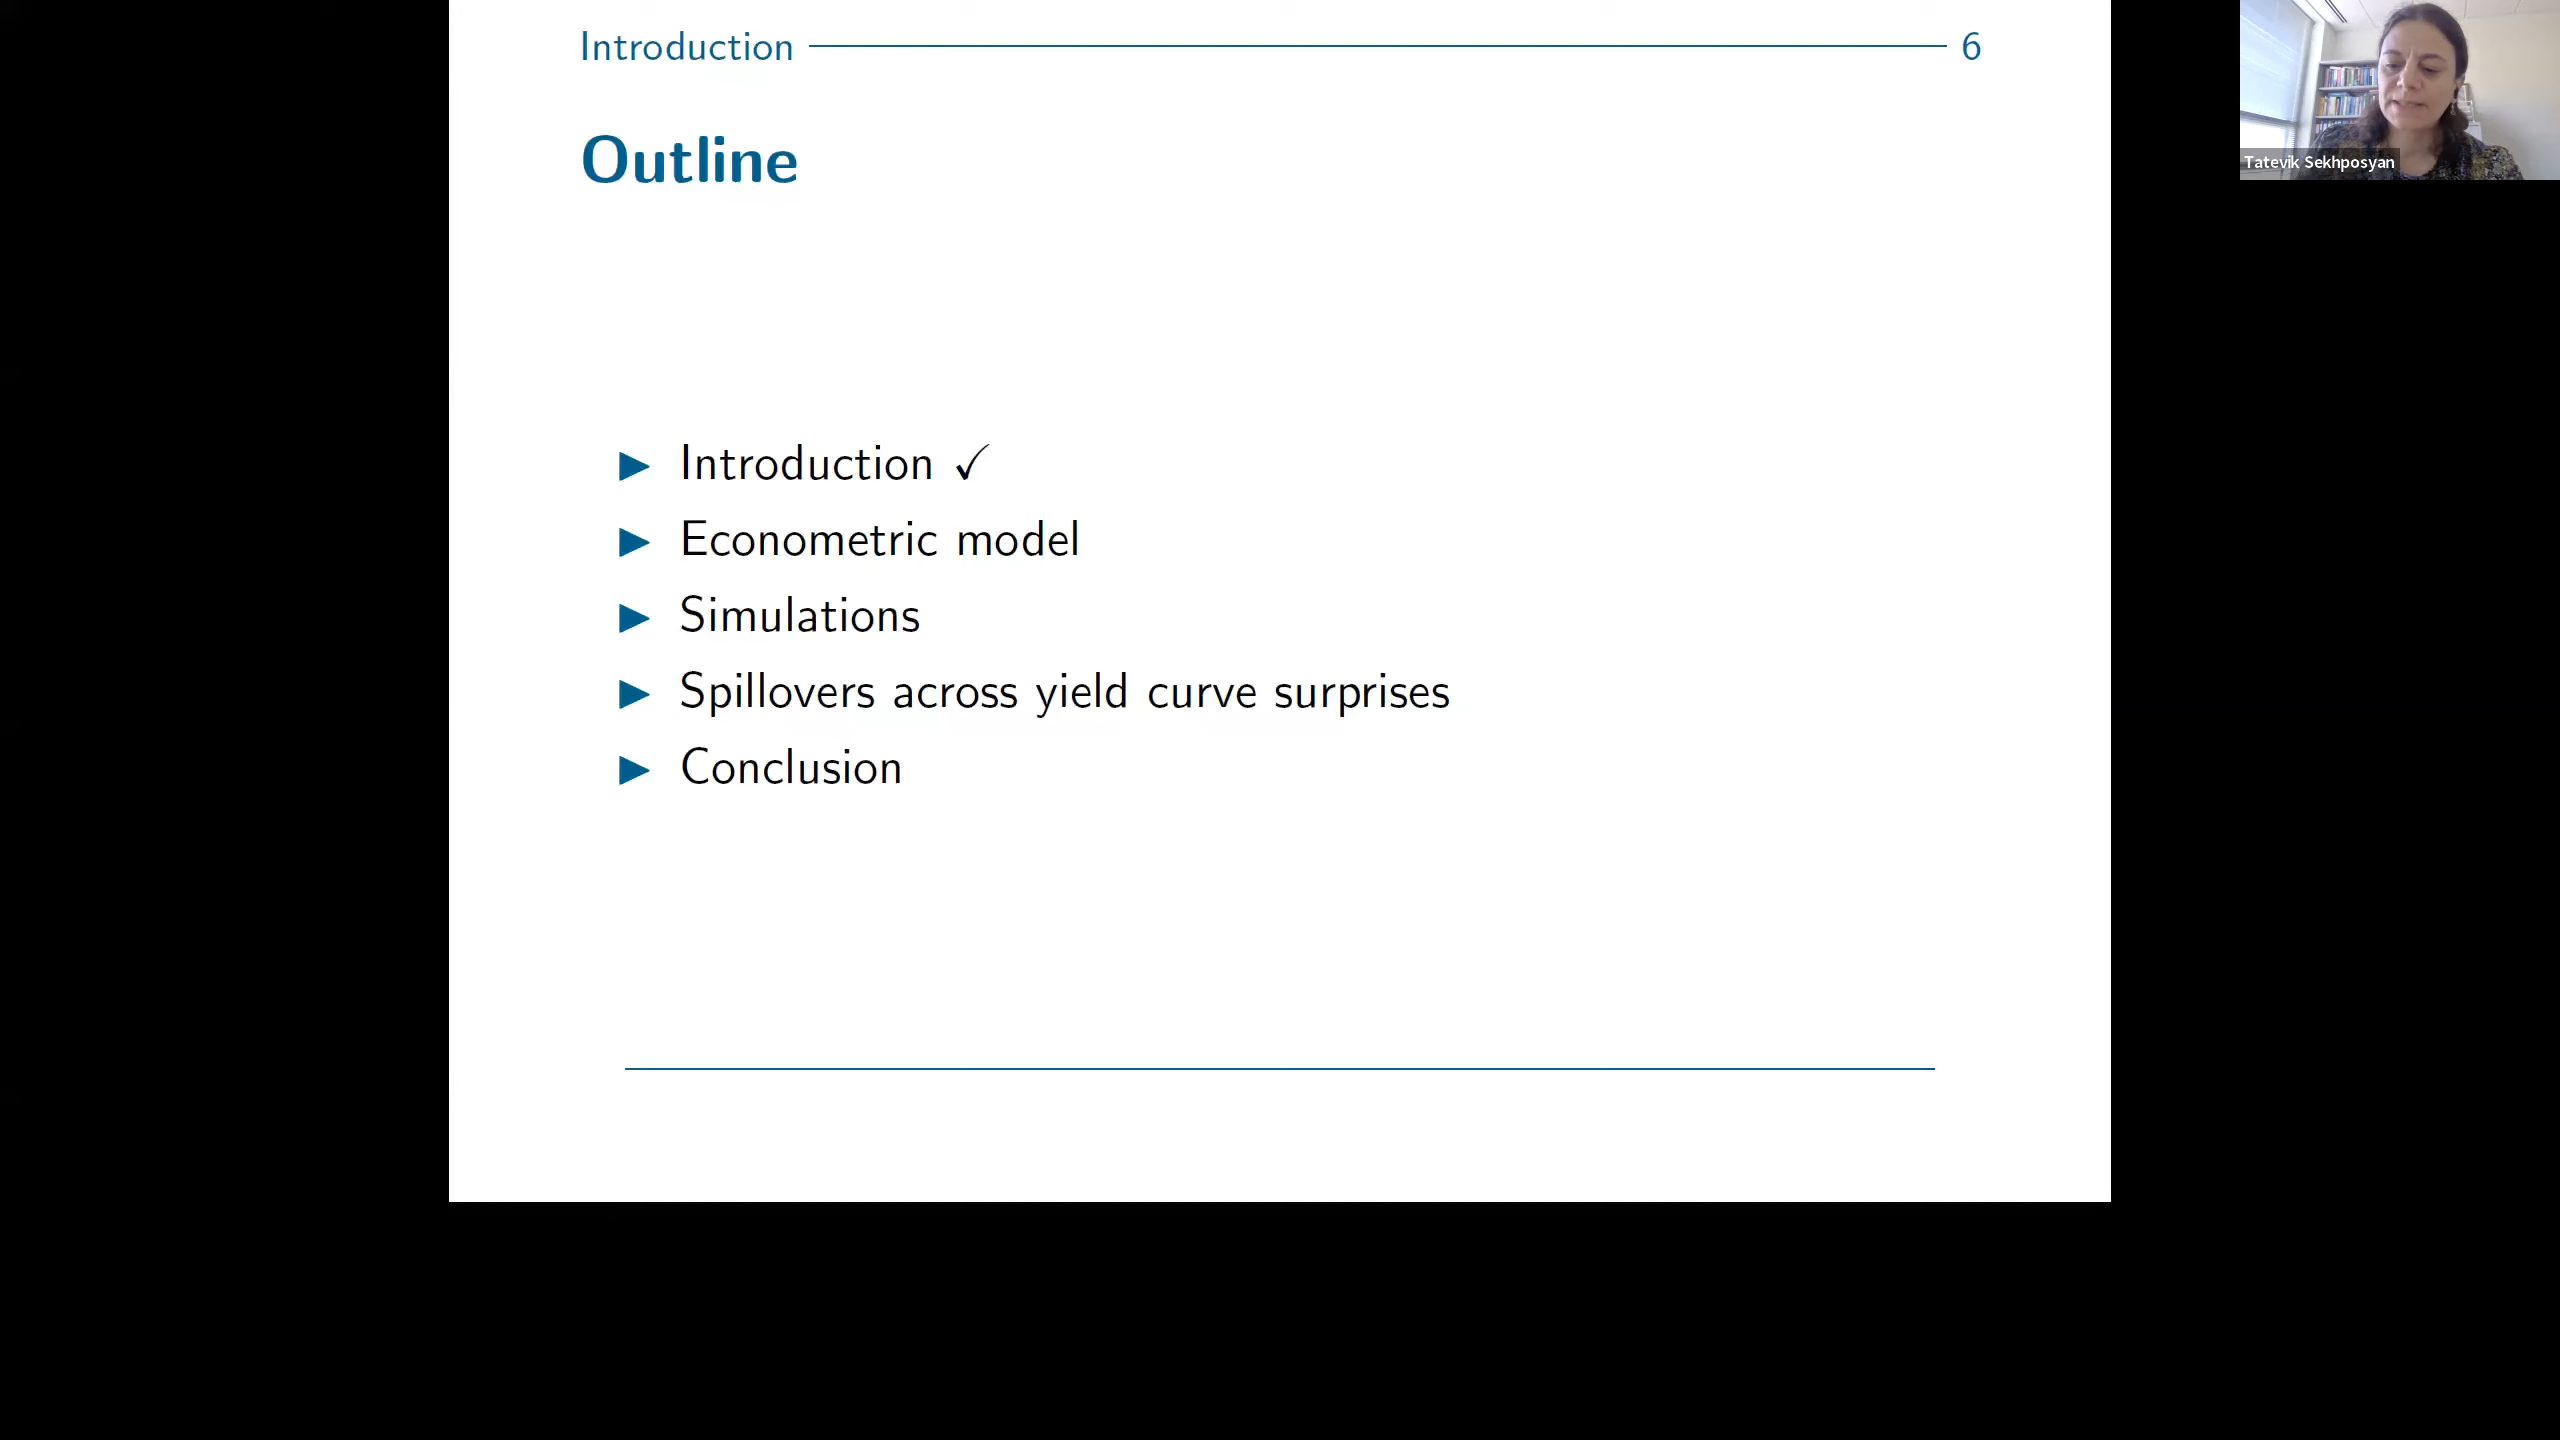 Introduction 6
Outline
▶ Introduction ✓
▶ Econometric model
▶ Simulations
▶ Spillovers across yield curve surprises
▶ Conclusion
Tatevik Sekhposyan